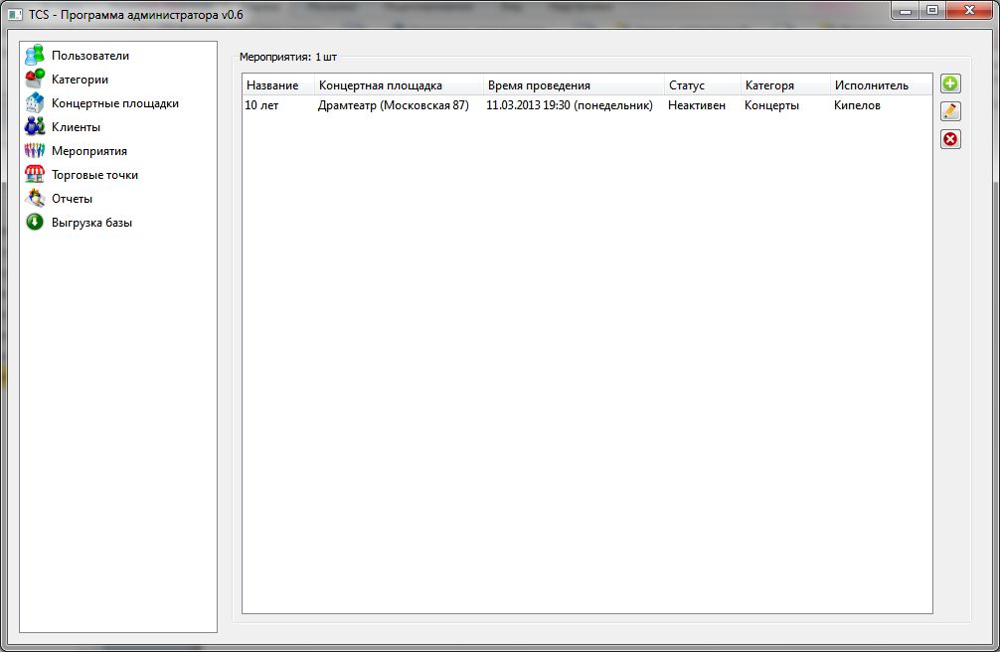 TCS - Программа администратора v0.6
Пользователи
Категории
Концертные площадки
Клиенты
Мероприятия
Торговые точки
Отчеты
Выгрузка базы
Мероприятия: 1 шт
Название Концертная площадка Время проведения Статус Категоря Исполнитель
10 лет Драмтеатр (Московская 87) 11.03.2013 19:30 (понедельник) Неактивен Концерты Кипелов